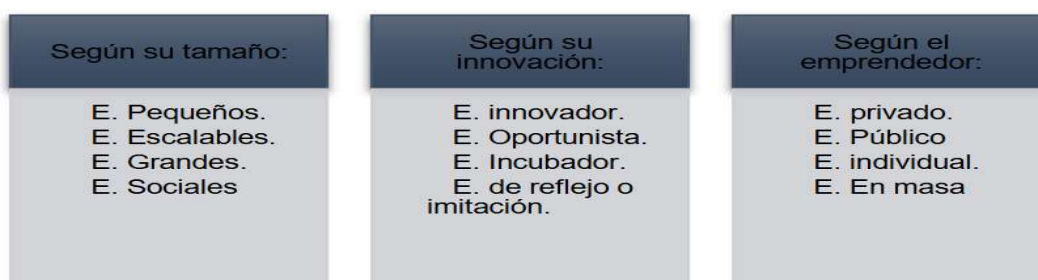 Según su tamaño:
E. Pequeños.
E. Escalables.
E. Grandes.
E. Sociales
Según su
innovación:
E. innovador.
E. Oportunista.
E. Incubador.
E. de reflejo o
imitación.
Según el
emprendedor:
E. privado.
E. Público
E. individual.
E. En masa